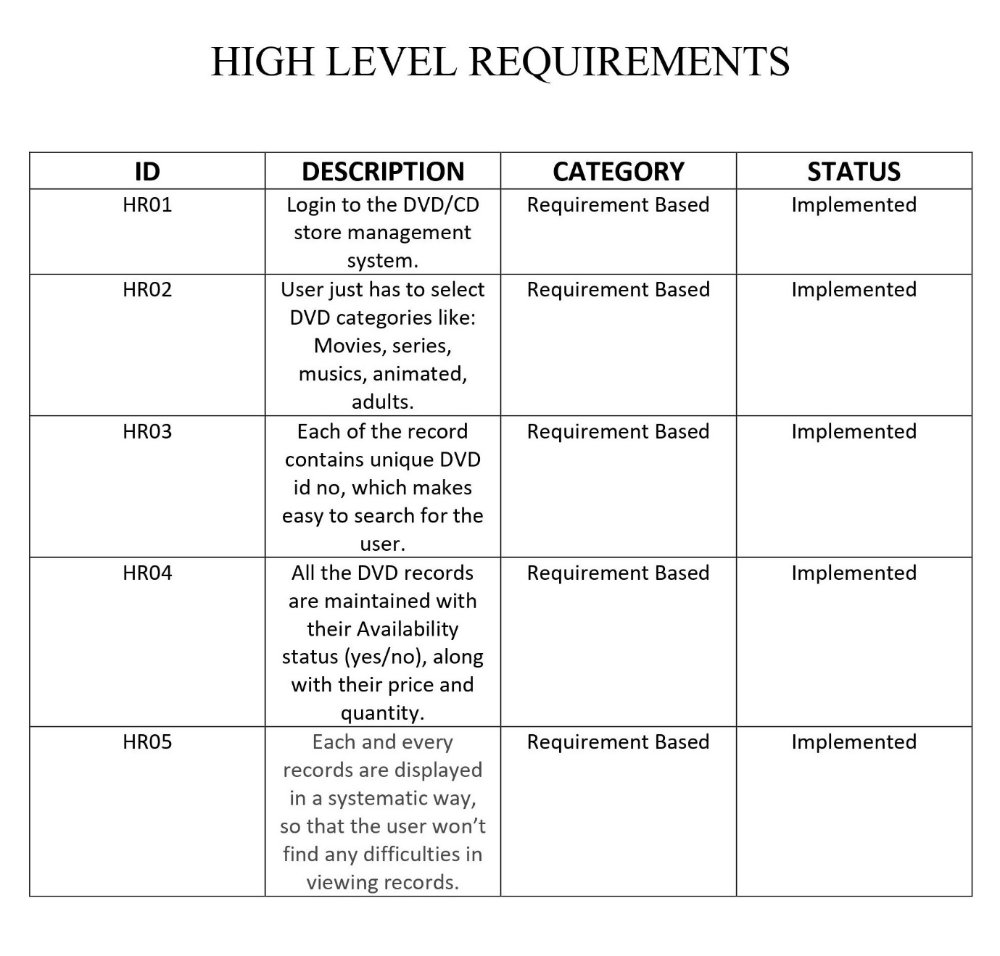 HIGH LEVEL REQUIREMENTS
ID DESCRIPTION CATEGORY STATUS
HR01 Login to the DVD/CD Requirement Based Implemented
store management
system.
HR02 User just has to select Requirement Based Implemented
DVD categories like:
Movies, series,
musics, animated,
adults.
HR03 Each of the record Requirement Based Implemented
contains unique DVD
id no, which makes
easy to search for the
user.
HR04 All the DVD records Requirement Based Implemented
are maintained with
their Availability
status (yes/no), along
with their price and
quantity.
HR05 Each and every Requirement Based Implemented
records are displayed
in a systematic way,
so that the user won’t
find any difficulties in
viewing records.